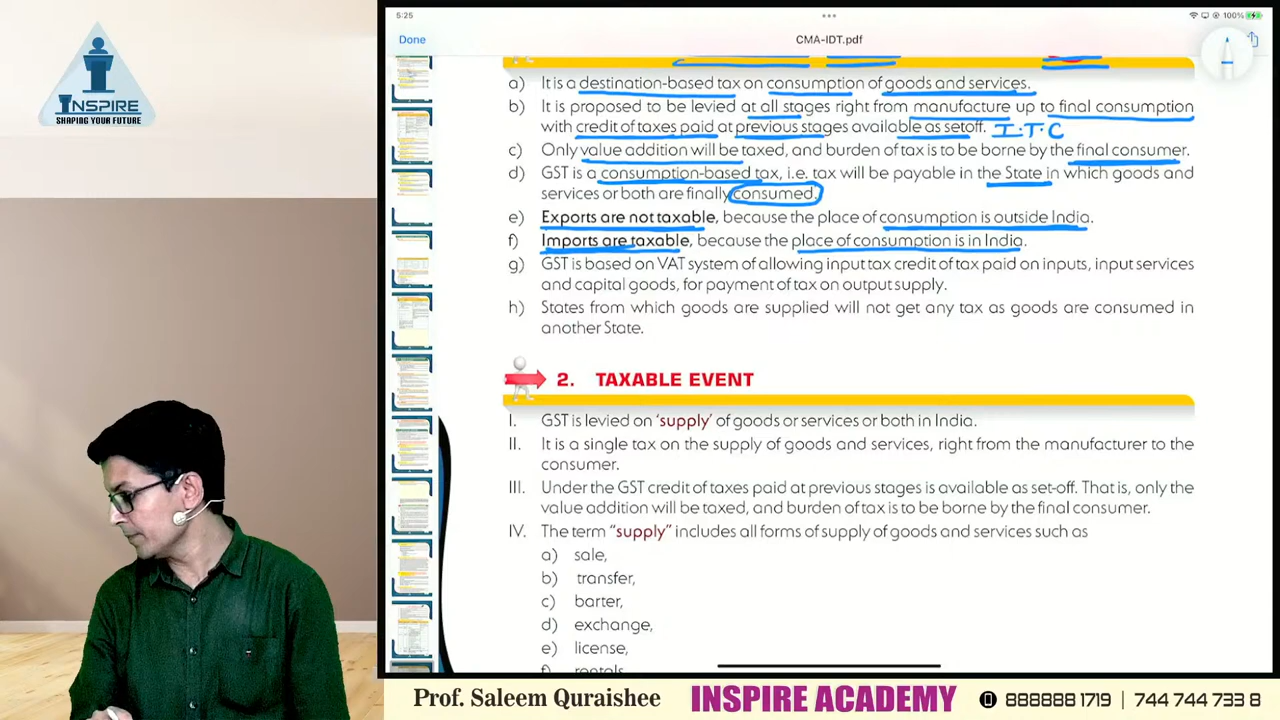 5:25
100%
Done
CMA-IDT.pdf
INSPIRE
SHAPING YOUR FUTURE
a) It is a destination-based tax on consumption of goods and services.
b) It is proposed to be levied at all stages right from manufacture up to final consumption
with credit of taxes paid at previous stages available as setoff. I.T.C
c) Only value addition will be taxed, and burden of tax is to be borne by the final consumer.
d) GST is a consumption-based tax, i.e. tax will be payable in the State in which goods and
services or both are finally consumed.
e) Exports are not taxable, because the place of consumption is outside India.
f) Imports are taxable, because the place of consumption is in India.
g) GST is based on VAT system of allowing input tax credit of tax paid on inputs, input services
and capital goods, for payment of tax on output supply.
h) State from which goods are supplied will not get any tax as goods are consumed in
another State.
2. TAXABLE EVENT
I. GST is levied on 'supply' of goods or services or both in India.
II. It is a single tax on the supply of goods and services, right from the manufacturer to the
consumer.
III. Under the GST credit of taxes paid at previous stages is available as set-off. Thus, only the
value addition will be taxed and burden of tax is to be borne by the final consumer.
IV. The term "supply" includes all forms of supply of goods and services such as
a) sale,
b) transfer,
c) barter,
d) exchange,
e) license,
f) rentals,
Prof. Saleem Quraishee INSPIRE ACADEMY 888888 1719 | 744 744 733 8